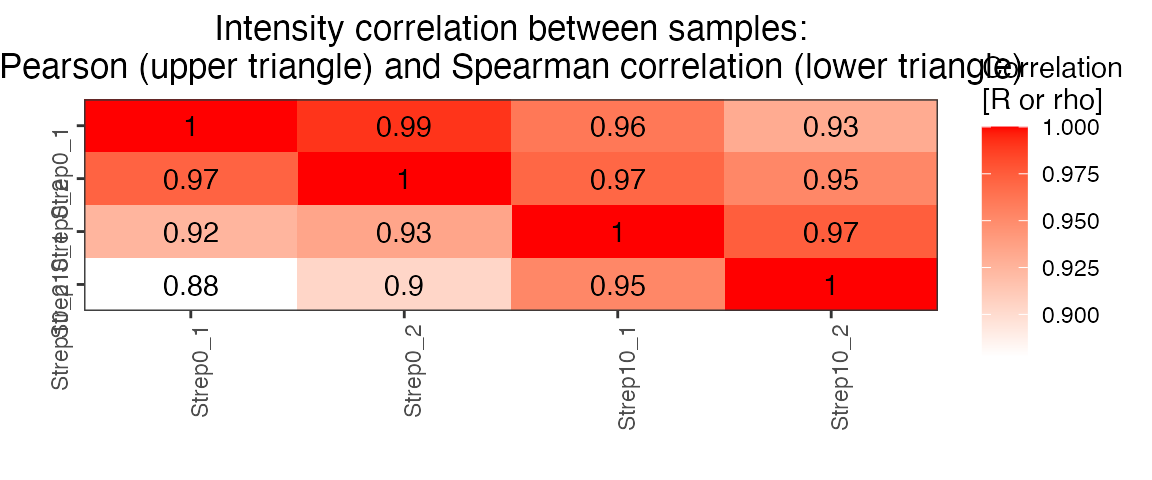 Intensity correlation between samples:
Pearson (upper triangle) and Spearman correlation (lower triangle)
Correlation
[R or rho]
1.000
0.975
0.950
0.925
0.900
1 0.99 0.96 0.93
0.97 1 0.97 0.95
0.92 0.93 1 0.97
0.88 0.9 0.95 1
Strep0_1
Strep0_2
Strep10_1
Strep10_2
Strep0_1 Strep0_2 Strep10_1 Strep10_2